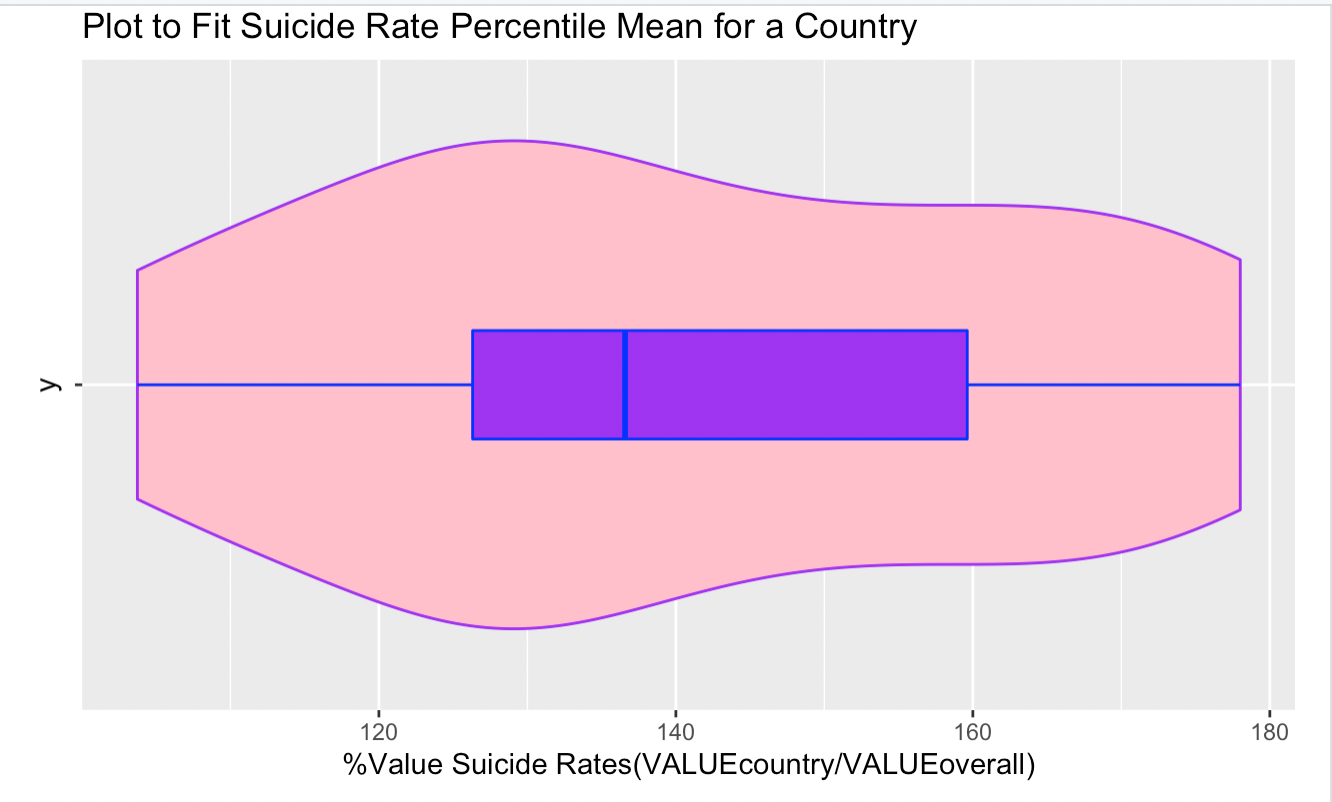 Plot to Fit Suicide Rate Percentile Mean for a Country
y
120
140
160
180
%Value Suicide Rates(VALUEcountry/VALUEoverall)